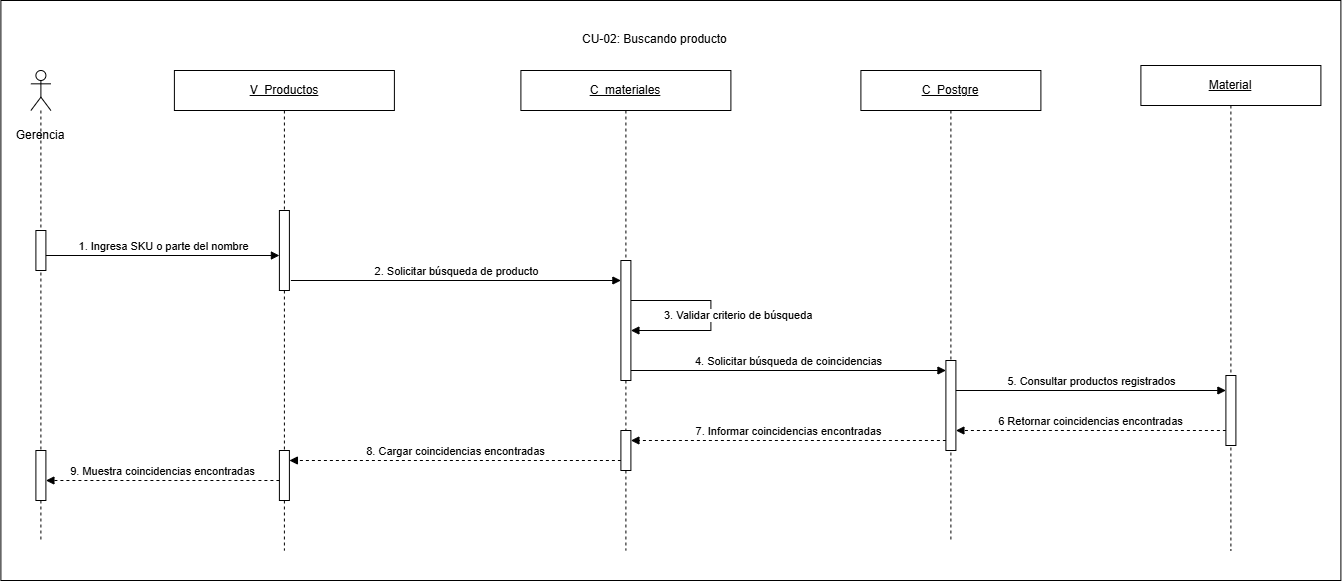 CU-02: Buscando producto
Gerencia
V_Productos
C_materiales
C_Postgre
Material
1. Ingresa SKU o parte del nombre
2. Solicitar búsqueda de producto
3. Validar criterio de búsqueda
4. Solicitar búsqueda de coincidencias
5. Consultar productos registrados
6 Retornar coincidencias encontradas
7. Informar coincidencias encontradas
8. Cargar coincidencias encontradas
9. Muestra coincidencias encontradas